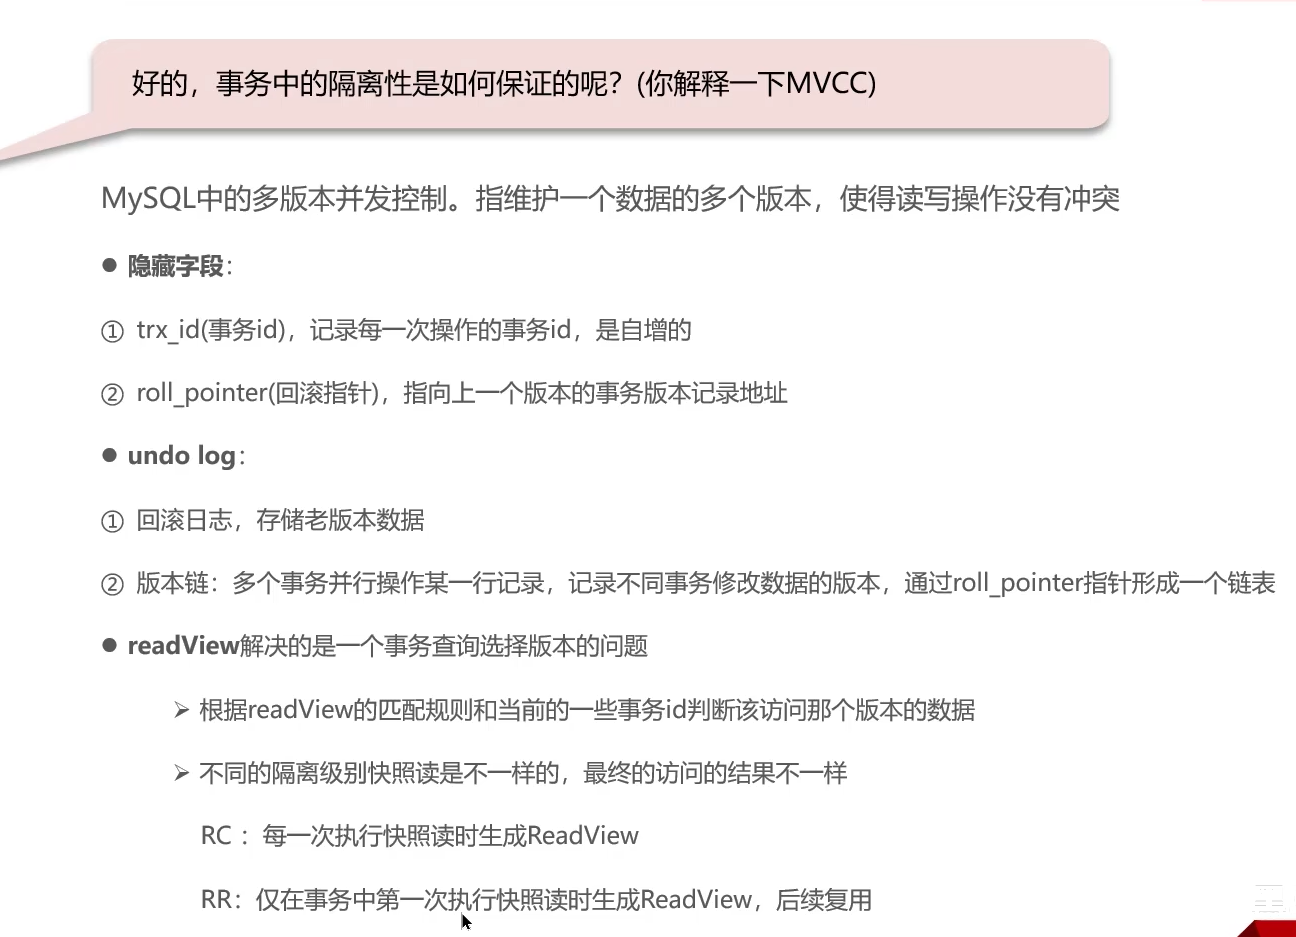 好的，事务中的隔离性是如何保证的呢？(你解释一下MVCC)
MySQL中的多版本并发控制。指维护一个数据的多个版本，使得读写操作没有冲突
● 隐藏字段：
① trx_id(事务id)，记录每一次操作的事务id，是自增的
② roll_pointer(回滚指针)，指向上一个版本的事务版本记录地址
● undo log：
① 回滚日志，存储老版本数据
② 版本链：多个事务并行操作某一行记录，记录不同事务修改数据的版本，通过roll_pointer指针形成一个链表
● readView解决的是一个事务查询选择版本的问题
➢ 根据readView的匹配规则和当前的一些事务id判断该访问那个版本的数据
➢ 不同的隔离级别快照读是不一样的，最终的访问的结果不一样
RC ：每一次执行快照读时生成ReadView
RR：仅在事务中第一次执行快照读时生成ReadView，后续复用